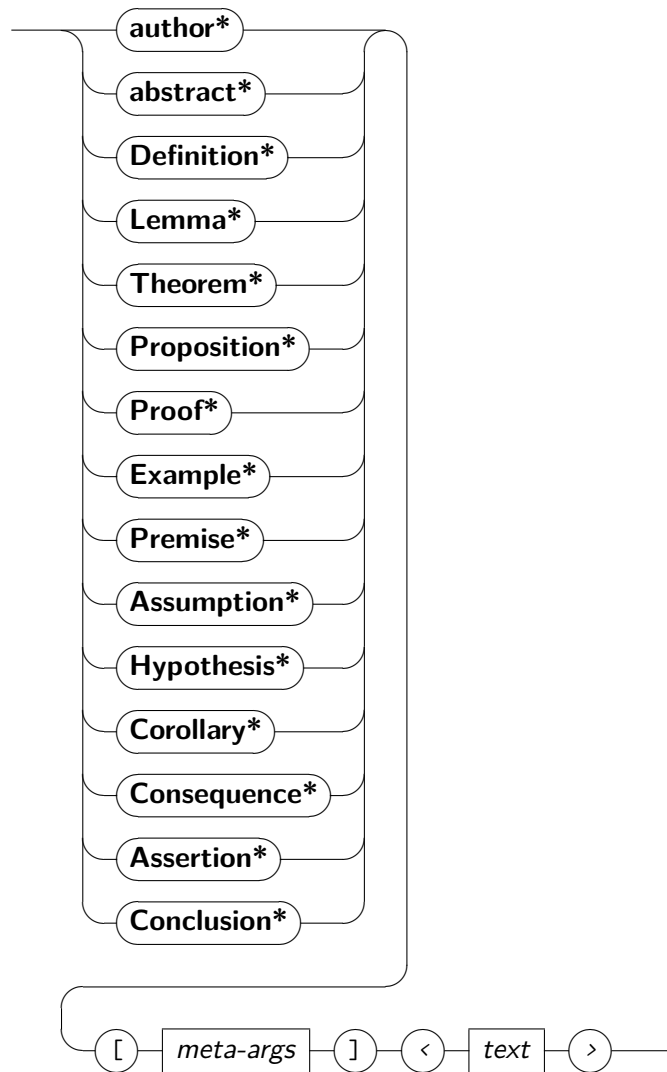 author*
abstract*
Definition*
Lemma*
Theorem*
Proposition*
Proof*
Example*
Premise*
Assumption*
Hypothesis*
Corollary*
Consequence*
Assertion*
Conclusion*
[ meta-args ] < text >